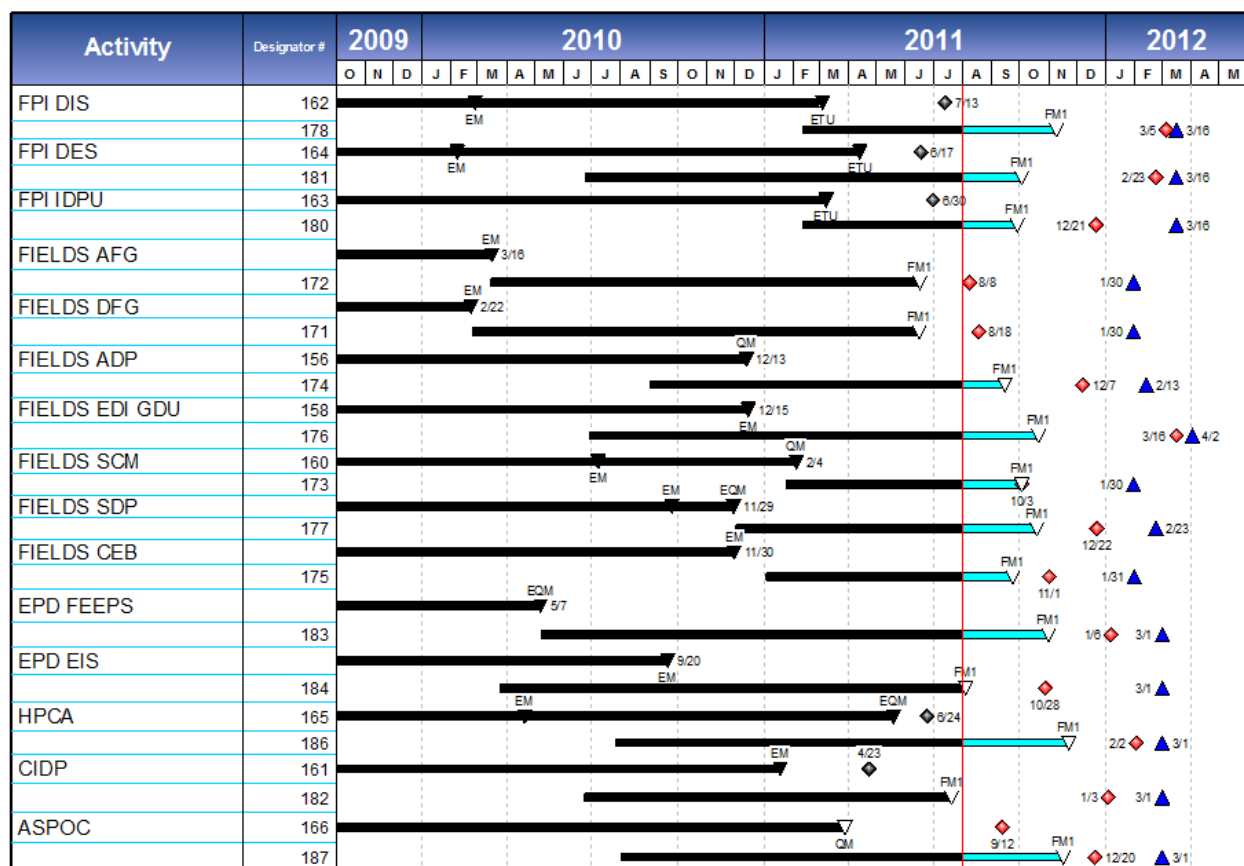 Activity Designator # 2009 2010 2011 2012
O N D J F M A M J J A S O N D J F M A M J J A S O N D J F M A M
FPI DIS 162 EM ETU 7/13
178 FM1 3/5 3/16
FPI DES 164 EM ETU 6/17
181 FM1 2/23 3/16
FPI IDPU 163 ETU 6/30
180 FM1 12/21 3/16
FIELDS AFG EM 3/16
172 FM1 8/8 1/30
FIELDS DFG EM 2/22
171 FM1 8/18 1/30
FIELDS ADP 156 QM 12/13
174 FM1 12/7 2/13
FIELDS EDI GDU 158 EM 12/15
176 FM1 3/16 4/2
FIELDS SCM 160 EM QM 2/4
173 FM1 10/3 1/30
FIELDS SDP EM EQM 11/29
177 FM1 12/22 2/23
FIELDS CEB EM 11/30
175 FM1 11/1 1/31
EPD FEEPS EQM 5/7
183 FM1 1/6 3/1
EPD EIS EM 9/20
184 FM1 10/28 3/1
HPCA 165 EM EQM 6/24
186 FM1 2/2 3/1
CIDP 161 EM 4/23
182 FM1 1/3 3/1
ASPOC 166 QM 9/12
187 FM1 12/20 3/1